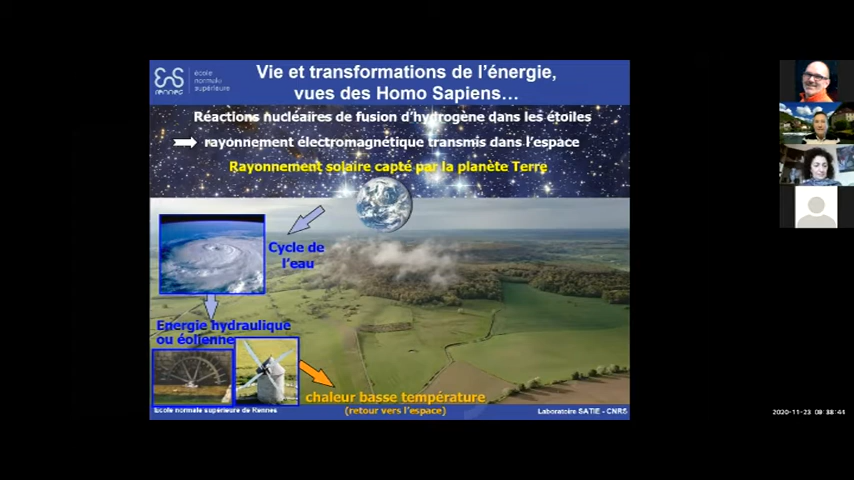 ENS
RENNES
école
normale
supérieure
Vie et transformations de l'énergie,
vues des Homo Sapiens…
Réactions nucléaires de fusion d'hydrogène dans les étoiles
rayonnement électromagnétique transmis dans l'espace
Rayonnement solaire capté par la planète Terre
Cycle de
l'eau
Energie hydraulique
ou éolienne
chaleur basse température
(retour vers l'espace)
Ecole normale supérieure de Rennes
Laboratoire SATIE - CNRS
2020-11-23 09:38:44